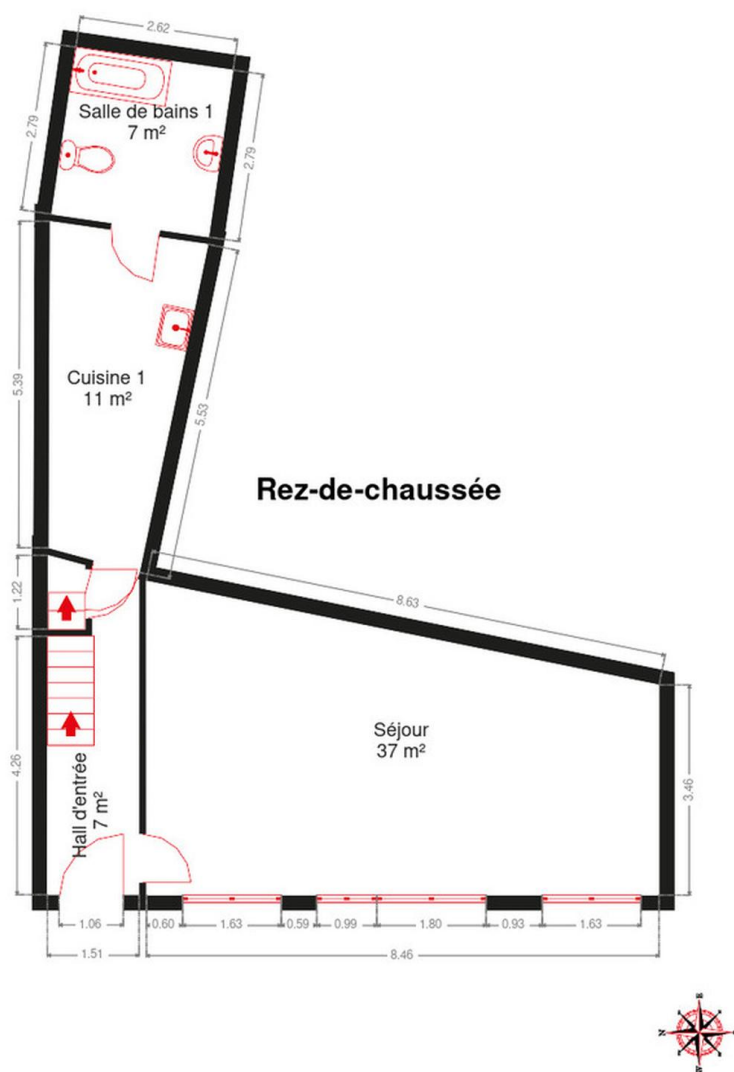 2.62
Salle de bains 1
7 m²
2.79
2.79
5.39
Cuisine 1
11 m²
5.53
Rez-de-chaussée
1.22
8.63
4.26
Hall d'entrée
7 m²
Séjour
37 m²
3.46
1.06
0.60
1.63
0.59
0.99
1.80
0.93
1.63
1.51
8.46